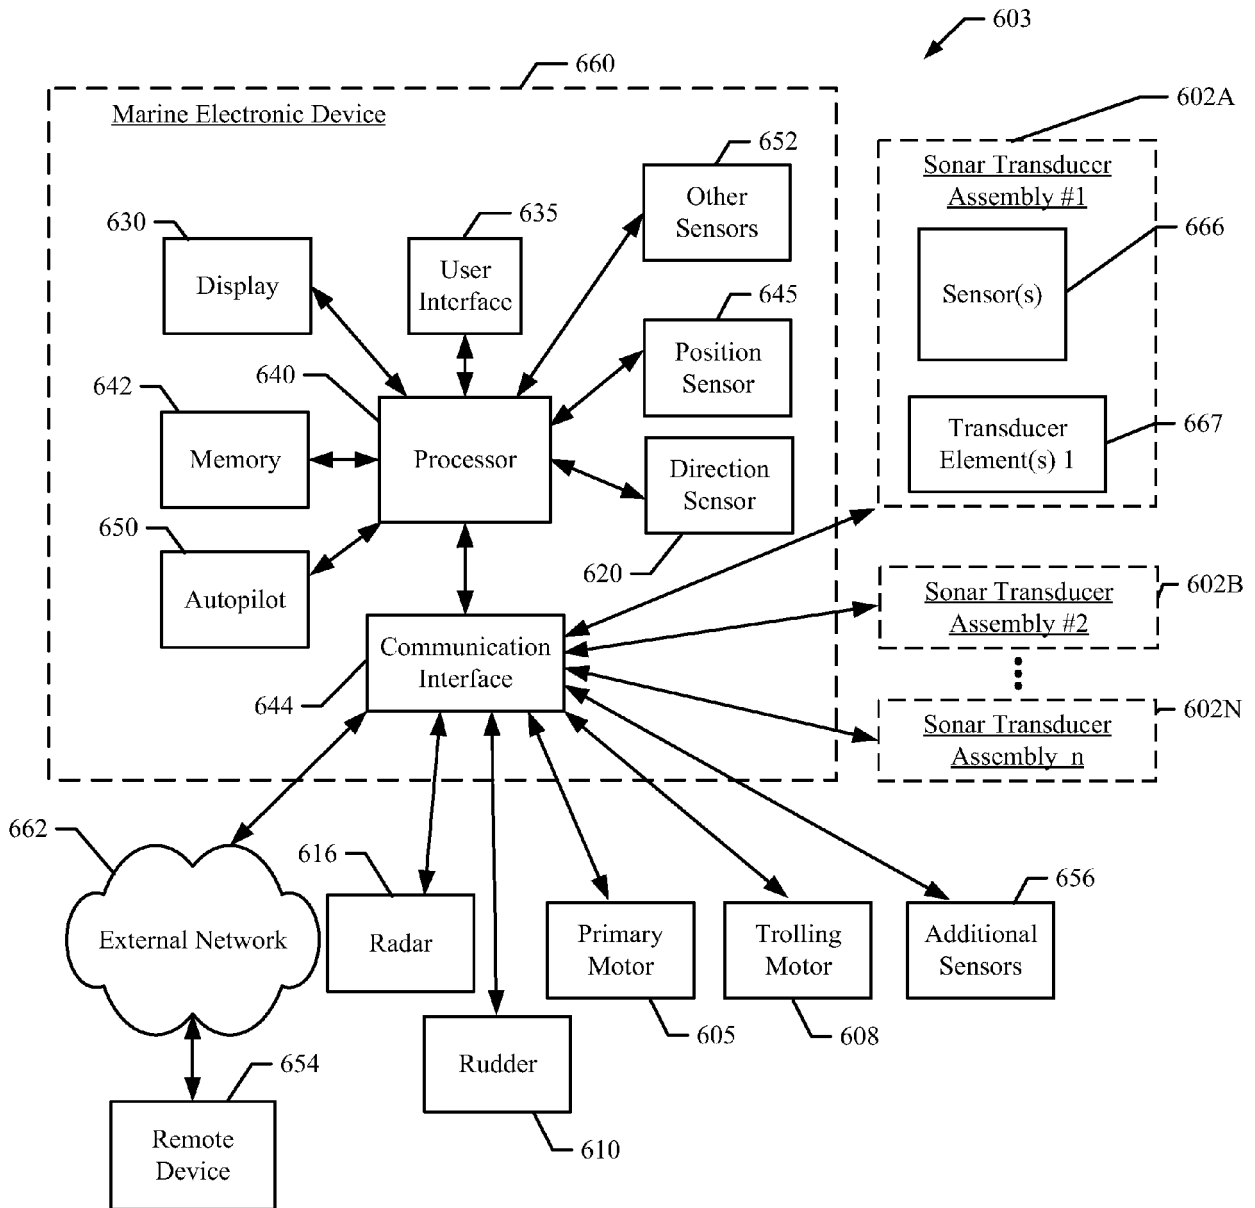 603
660
Marine Electronic Device
602A
652
Sonar Transducer
Assembly #1
Other
Sensors
630
635
666
Display
User
Interface
Sensor(s)
645
Position
Sensor
642
640
667
Memory
Processor
Transducer
Element(s) 1
Direction
Sensor
650
620
Autopilot
602B
Sonar Transducer
Assembly #2
Communication
Interface
644
602N
Sonar Transducer
Assembly n
662
616
656
External Network
Radar
Primary
Motor
Trolling
Motor
Additional
Sensors
605
608
654
Rudder
Remote
Device
610